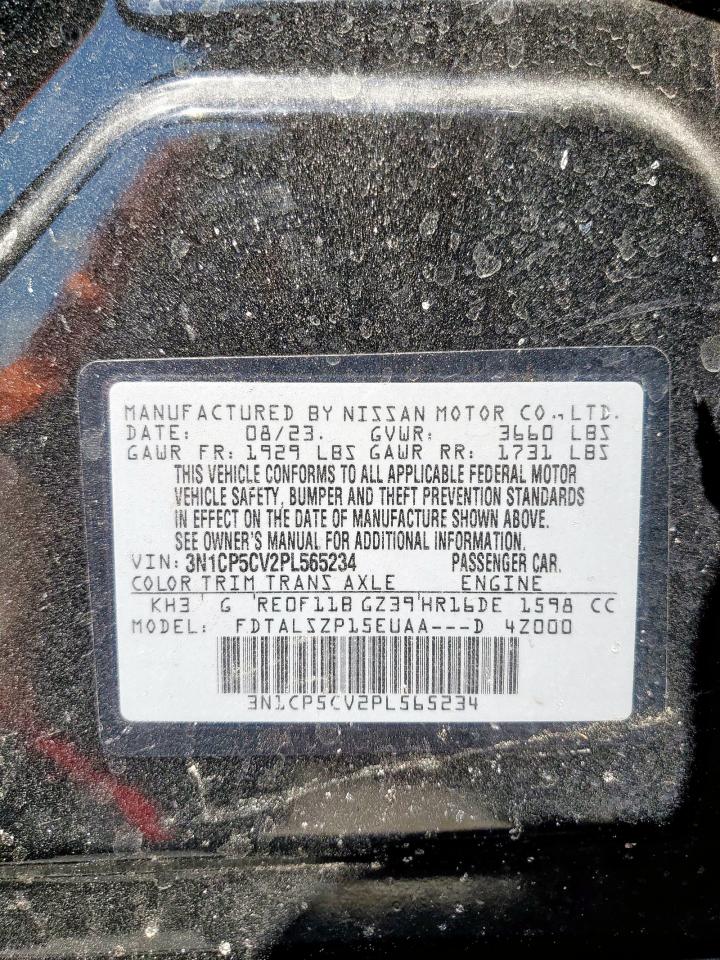 MANUFACTURED BY NISSAN MOTOR CO.,LTD.
DATE: 08/23. GVWR: 3660 LBS
GAWR FR: 1929 LBS GAWR RR: 1731 LBS
THIS VEHICLE CONFORMS TO ALL APPLICABLE FEDERAL MOTOR
VEHICLE SAFETY, BUMPER AND THEFT PREVENTION STANDARDS
IN EFFECT ON THE DATE OF MANUFACTURE SHOWN ABOVE.
SEE OWNER'S MANUAL FOR ADDITIONAL INFORMATION.
VIN: 3N1CP5CV2PL565234 PASSENGER CAR.
COLOR TRIM TRANS AXLE ENGINE
KH3 ' G 'RE0F11B GZ39'HR16DE 1598 CC
MODEL: FDTALSZP15EUAA---D 4Z000
3N1CP5CV2PL565234